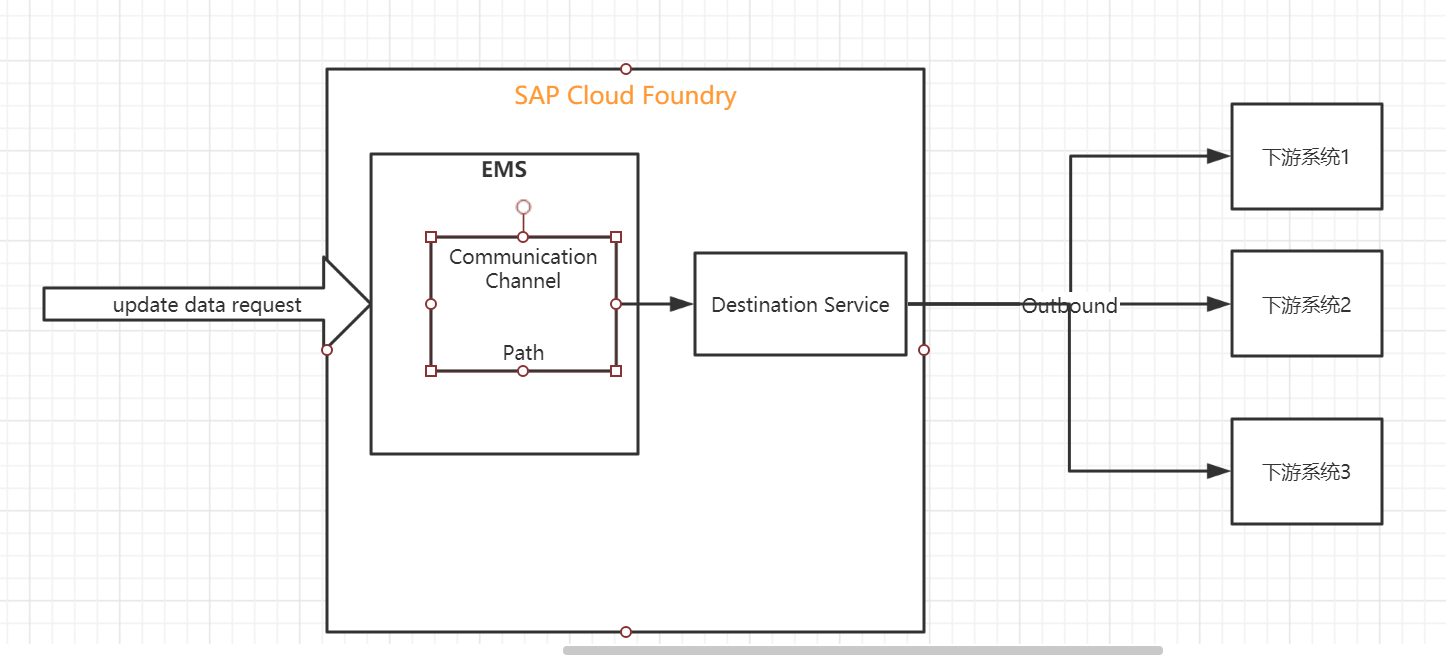 SAP Cloud Foundry
EMS
Communication
Channel
Path
update data request
Destination Service
Outbound
下游系统1
下游系统2
下游系统3